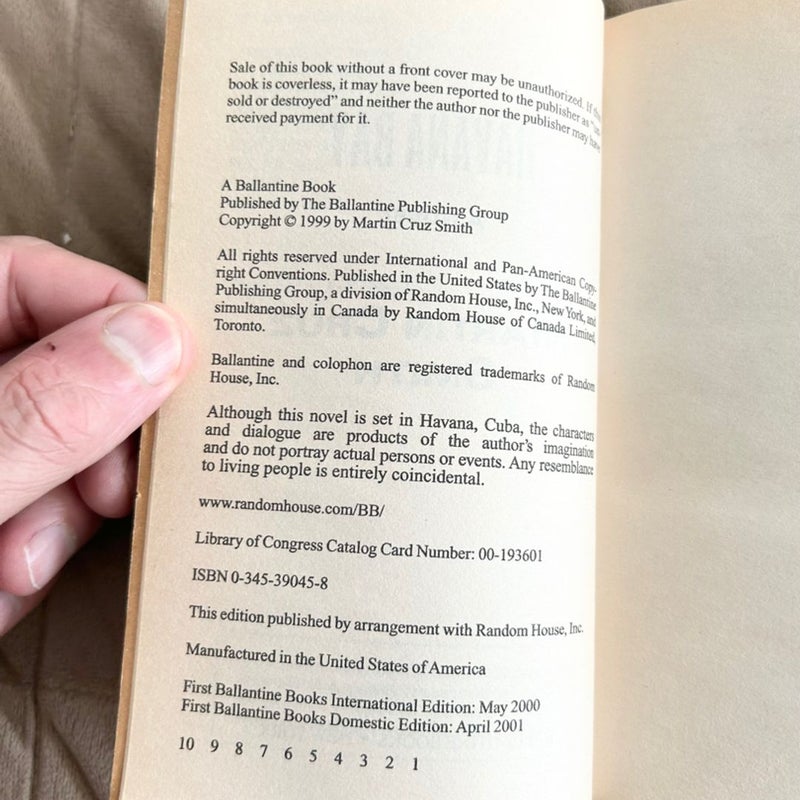 Sale of this book without a front cover may be unauthorized. If this
book is coverless, it may have been reported to the publisher as "un-
sold or destroyed" and neither the author nor the publisher may have
received payment for it.
A Ballantine Book
Published by The Ballantine Publishing Group
Copyright © 1999 by Martin Cruz Smith
All rights reserved under International and Pan-American Copy-
right Conventions. Published in the United States by The Ballantine
Publishing Group, a division of Random House, Inc., New York, and
simultaneously in Canada by Random House of Canada Limited,
Toronto.
Ballantine and colophon are registered trademarks of Random
House, Inc.
Although this novel is set in Havana, Cuba, the characters
and dialogue are products of the author's imagination
and do not portray actual persons or events. Any resemblance
to living people is entirely coincidental.
www.randomhouse.com/BB/
Library of Congress Catalog Card Number: 00-193601
ISBN 0-345-39045-8
This edition published by arrangement with Random House, Inc.
Manufactured in the United States of America
First Ballantine Books International Edition: May 2000
First Ballantine Books Domestic Edition: April 2001
10 9 8 7 6 5 4 3 2 1